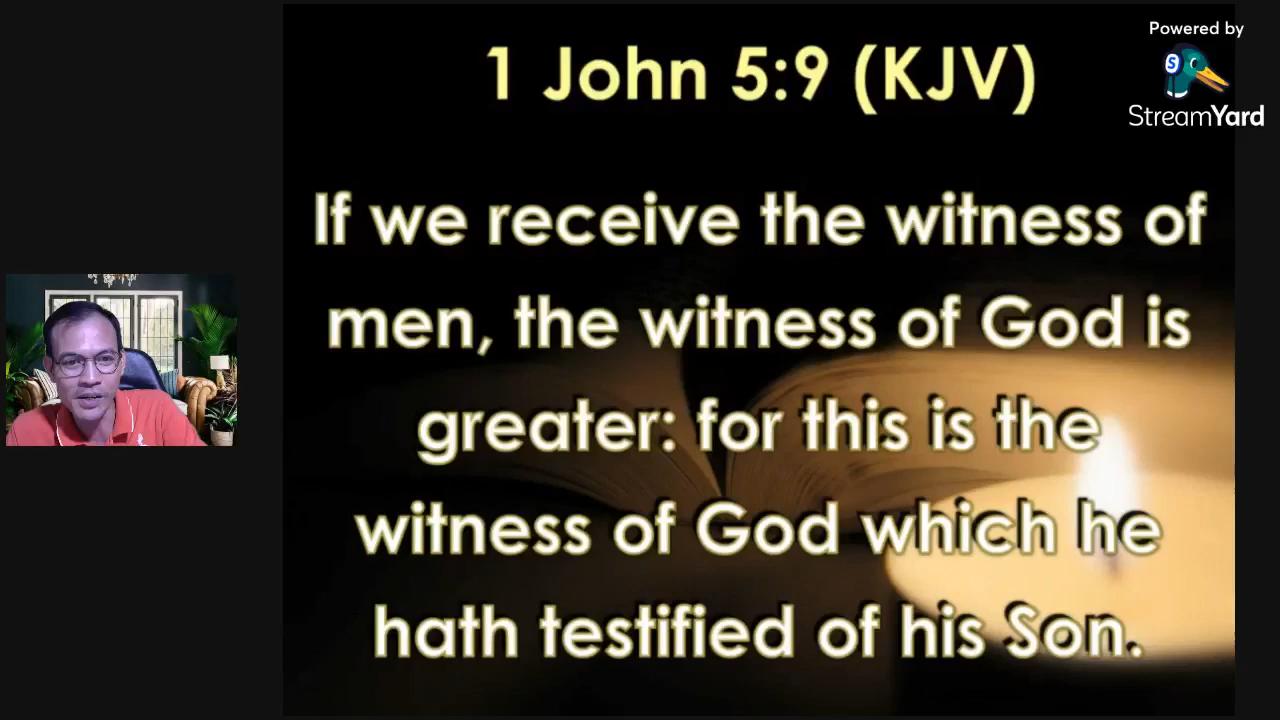 1 John 5:9 (KJV)
If we receive the witness of
men, the witness of God is
greater: for this is the
witness of God which he
hath testified of his Son.
Powered by
S
StreamYard